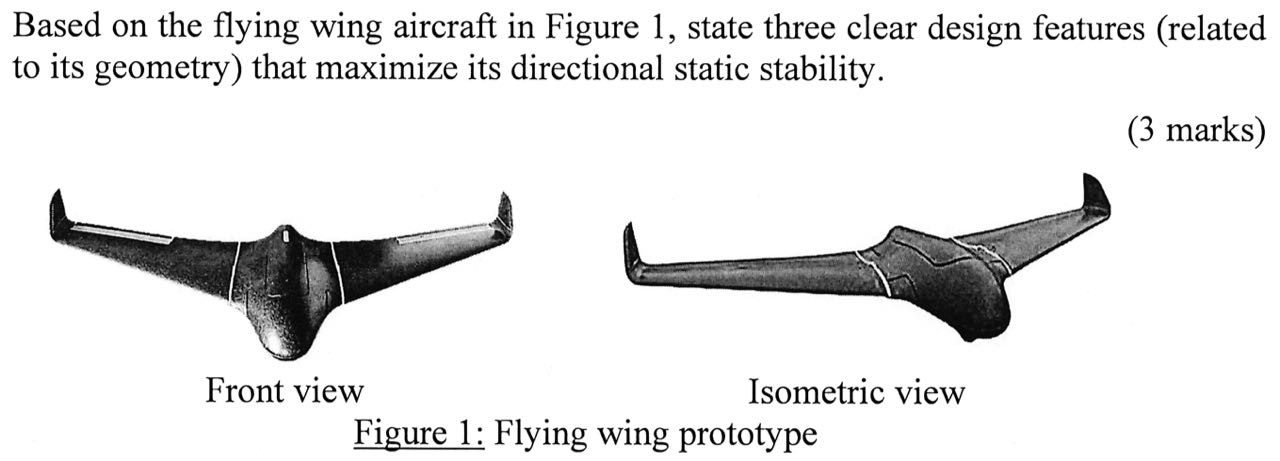 Based on the flying wing aircraft in Figure 1, state three clear design features (related
to its geometry) that maximize its directional static stability.
(3 marks)
Front view
Isometric view
Figure 1: Flying wing prototype